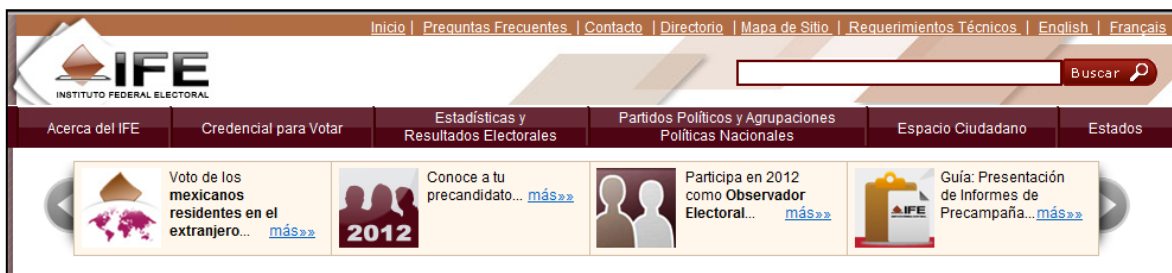 Inicio | Preguntas Frecuentes | Contacto | Directorio | Mapa de Sitio | Requerimientos Técnicos | English | Français
IFE
INSTITUTO FEDERAL ELECTORAL
Buscar
Acerca del IFE
Credencial para Votar
Estadísticas y
Resultados Electorales
Partidos Políticos y Agrupaciones
Políticas Nacionales
Espacio Ciudadano
Estados
Voto de los
mexicanos
residentes en el
extranjero... más»»
2012
Conoce a tu
precandidato... más»»
Participa en 2012
como Observador
Electoral... más»»
IFE
Guía: Presentación
de Informes de
Precampaña...más»»